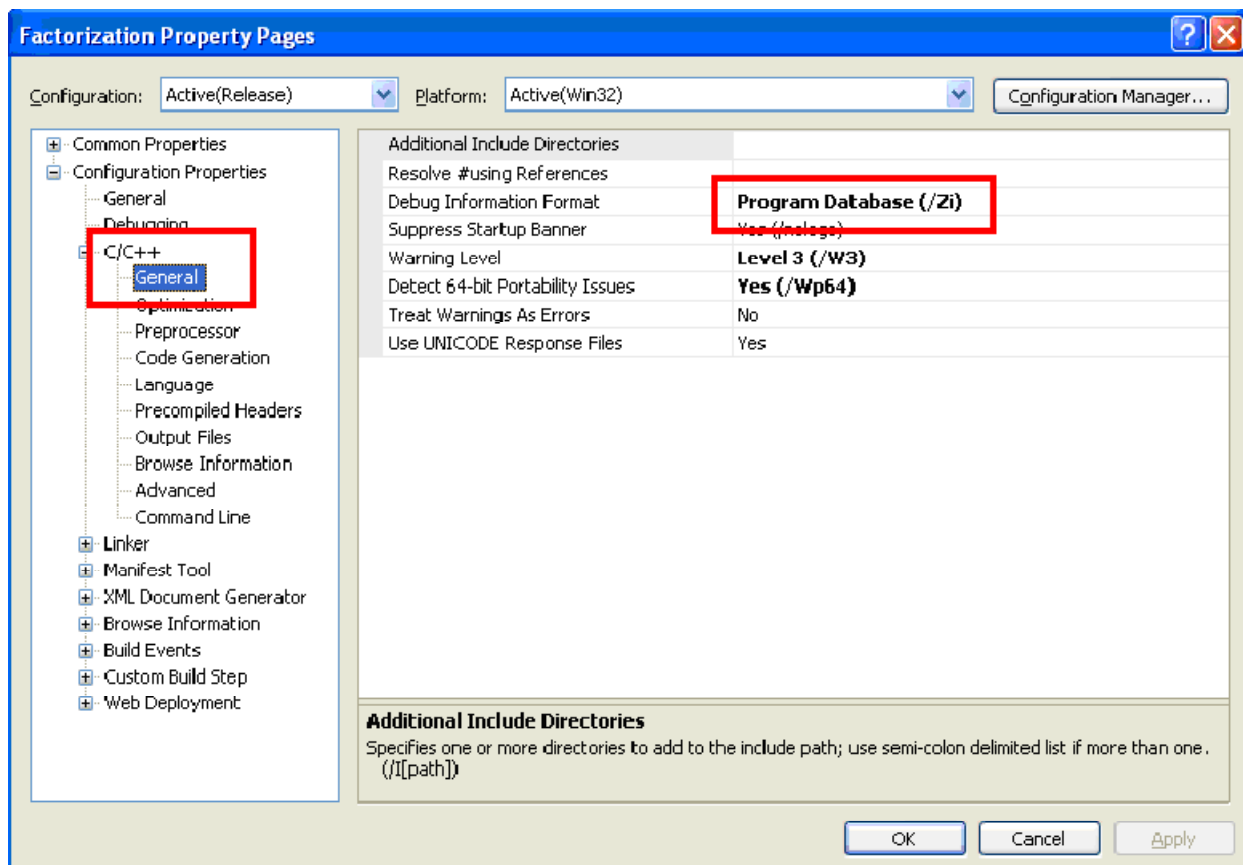 Factorization Property Pages
Configuration: Active(Release) Platform: Active(Win32) Configuration Manager...
Common Properties
Configuration Properties
General
Debugging
C/C++
General
Optimization
Preprocessor
Code Generation
Language
Precompiled Headers
Output Files
Browse Information
Advanced
Command Line
Linker
Manifest Tool
XML Document Generator
Browse Information
Build Events
Custom Build Step
Web Deployment
Additional Include Directories
Resolve #using References
Debug Information Format Program Database (/Zi)
Suppress Startup Banner Yes (/nologo)
Warning Level Level 3 (/W3)
Detect 64-bit Portability Issues Yes (/Wp64)
Treat Warnings As Errors No
Use UNICODE Response Files Yes
Additional Include Directories
Specifies one or more directories to add to the include path; use semi-colon delimited list if more than one.
(/I[path])
OK Cancel Apply